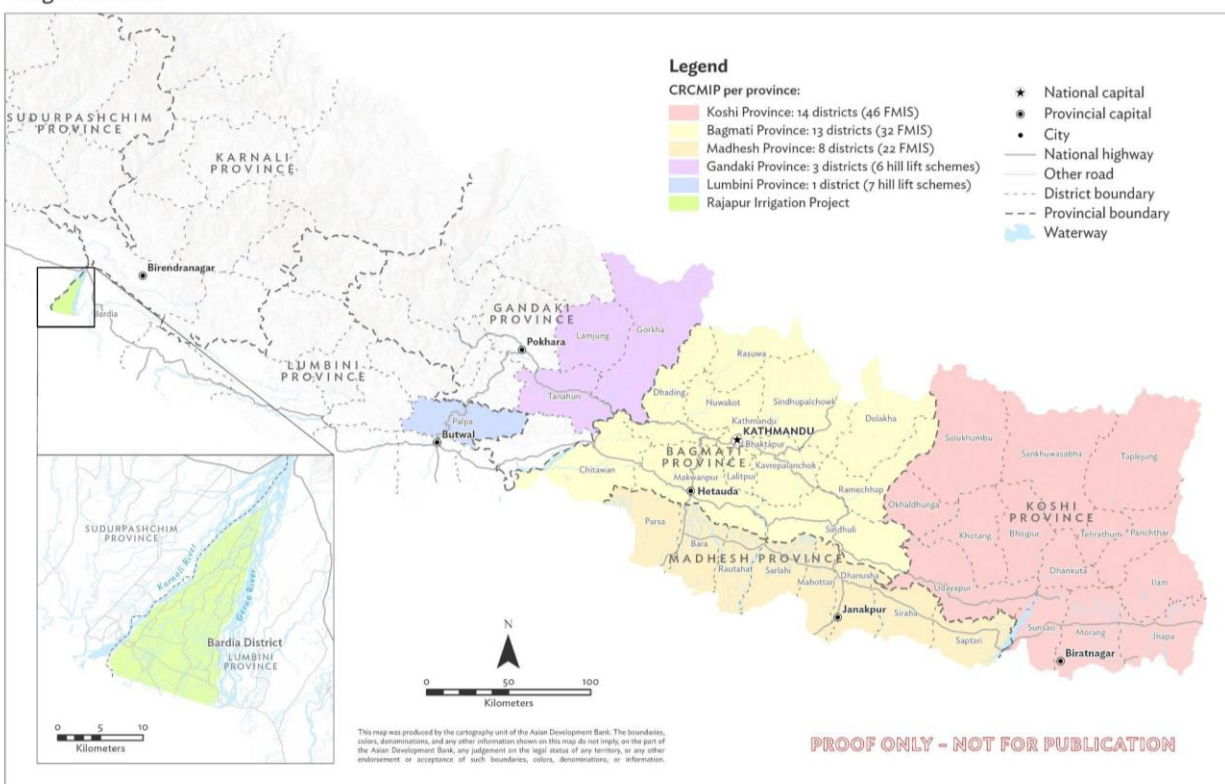 Legend
CRCMIP per province:
Koshi Province: 14 districts (46 FMIS)
Bagmati Province: 13 districts (32 FMIS)
Madhesh Province: 8 districts (22 FMIS)
Gandaki Province: 3 districts (6 hill lift schemes)
Lumbini Province: 1 district (7 hill lift schemes)
Rajapur Irrigation Project
National capital
Provincial capital
City
National highway
Other road
District boundary
Provincial boundary
Waterway
SUDURPASHCHIM
PROVINCE
KARNALI
PROVINCE
Birendranagar
Bardia
GANDAKI
PROVINCE
Lamjung
Gorkha
Pokhara
LUMBINI
PROVINCE
Tanahun
Palpa
Butwal
Rasuwa
Dhading
Nuwakot
Sindhupalchowk
Dolakha
Kathmandu
KATHMANDU
Bhaktapur
BAGMATI
PROVINCE
Kavrepalanchok
Chitawan
Makwanpur
Lalitpur
Hetauda
Ramechhap
Sindhuli
Solukhumbu
Sankhuwasabha
Taplejung
Okhaldhunga
KOSHI
PROVINCE
Khotang
Bhojpur
Tehrathum
Panchthar
Dhankuta
Ilam
Udayapur
Sunsari
Morang
Jhapa
Biratnagar
Parsa
Bara
MADHESH PROVINCE
Rautahat
Sarlahi
Mahottari
Dhanusha
Janakpur
Siraha
Saptari
SUDURPASHCHIM
PROVINCE
Karnali River
Gerua River
Bardia District
LUMBINI
PROVINCE
0 5 10
Kilometers
N
0 50 100
Kilometers
This map was produced by the cartography unit of the Asian Development Bank. The boundaries,
colors, denominations, and any other information shown on this map do not imply, on the part of
the Asian Development Bank, any judgement on the legal status of any territory, or any other
endorsement or acceptance of such boundaries, colors, denominations, or information.
PROOF ONLY – NOT FOR PUBLICATION